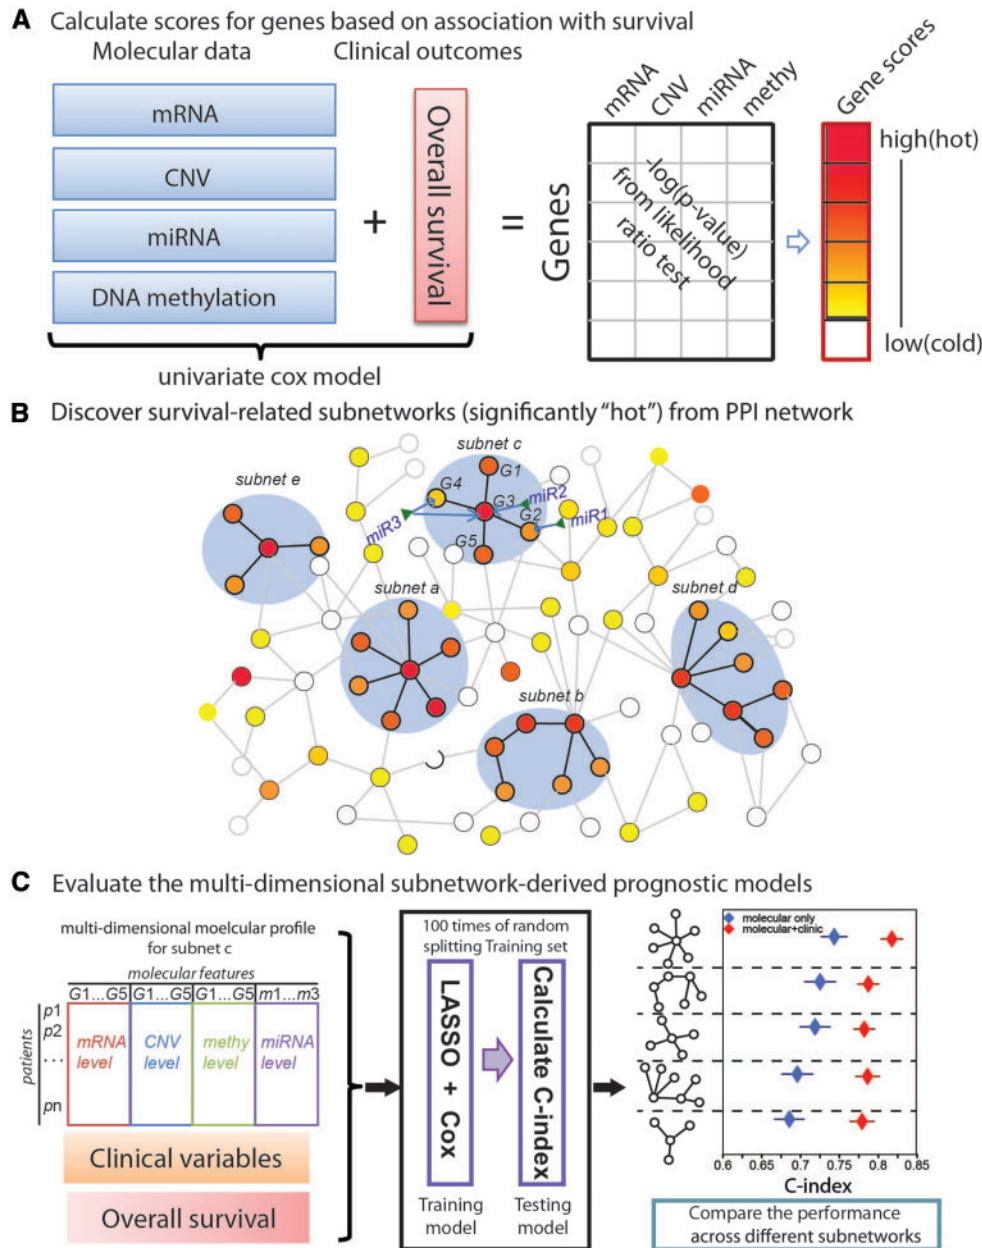 A Calculate scores for genes based on association with survival
Molecular data
Clinical outcomes
mRNA
CNV
miRNA
DNA methylation
+
Overall survival
=
univariate cox model
mRNA
CNV
miRNA
methy
Genes
-log(p-value)
from likelihood
ratio test
Gene scores
high(hot)
low(cold)
B Discover survival-related subnetworks (significantly "hot") from PPI network
subnet e
subnet c
G1
G4
G3
miR2
G2
miR1
miR3
G5
subnet a
subnet d
subnet b
C Evaluate the multi-dimensional subnetwork-derived prognostic models
multi-dimensional moelcular profile
for subnet c
molecular features
G1...G5 G1...G5 G1...G5 m1...m3
patients
p1
p2
...
pn
mRNA
level
CNV
level
methy
level
miRNA
level
Clinical variables
Overall survival
100 times of random
splitting Training set
LASSO + Cox
Calculate C-index
Training
model
Testing
model
molecular only
molecular+clinic
0.6 0.65 0.7 0.75 0.8 0.85
C-index
Compare the performance
across different subnetworks